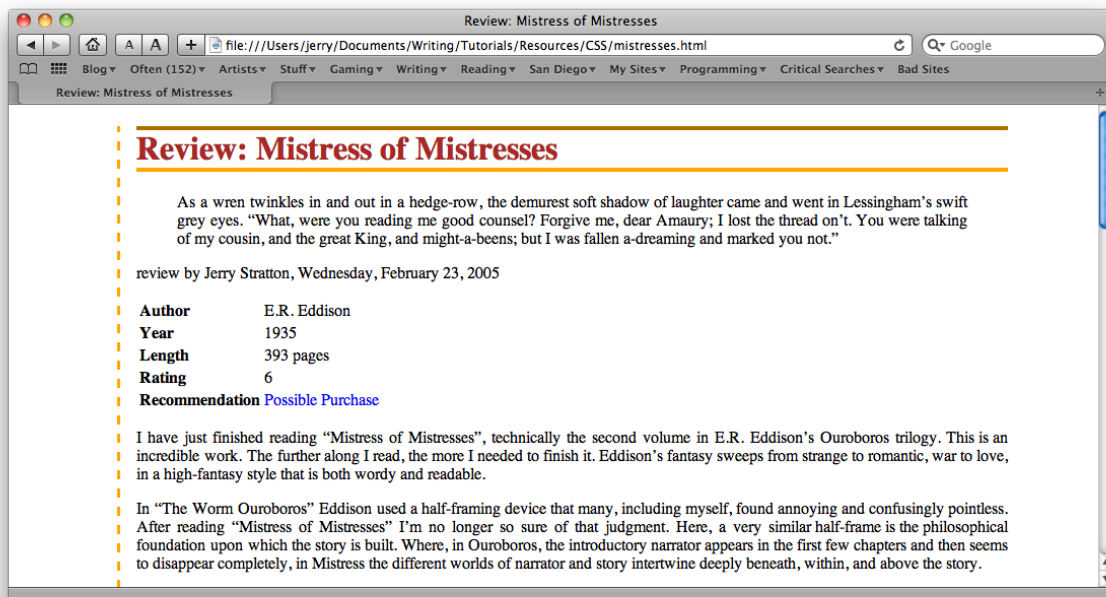 Review: Mistress of Mistresses
A A + file:///Users/jerry/Documents/Writing/Tutorials/Resources/CSS/mistresses.html Google
Blog Often (152) Artists Stuff Gaming Writing Reading San Diego My Sites Programming Critical Searches Bad Sites
Review: Mistress of Mistresses +
Review: Mistress of Mistresses
As a wren twinkles in and out in a hedge-row, the demurest soft shadow of laughter came and went in Lessingham’s swift
grey eyes. “What, were you reading me good counsel? Forgive me, dear Amaury; I lost the thread on’t. You were talking
of my cousin, and the great King, and might-a-beens; but I was fallen a-dreaming and marked you not.”
review by Jerry Stratton, Wednesday, February 23, 2005
Author E.R. Eddison
Year 1935
Length 393 pages
Rating 6
Recommendation Possible Purchase
I have just finished reading “Mistress of Mistresses”, technically the second volume in E.R. Eddison’s Ouroboros trilogy. This is an
incredible work. The further along I read, the more I needed to finish it. Eddison’s fantasy sweeps from strange to romantic, war to love,
in a high-fantasy style that is both wordy and readable.
In “The Worm Ouroboros” Eddison used a half-framing device that many, including myself, found annoying and confusingly pointless.
After reading “Mistress of Mistresses” I’m no longer so sure of that judgment. Here, a very similar half-frame is the philosophical
foundation upon which the story is built. Where, in Ouroboros, the introductory narrator appears in the first few chapters and then seems
to disappear completely, in Mistress the different worlds of narrator and story intertwine deeply beneath, within, and above the story.